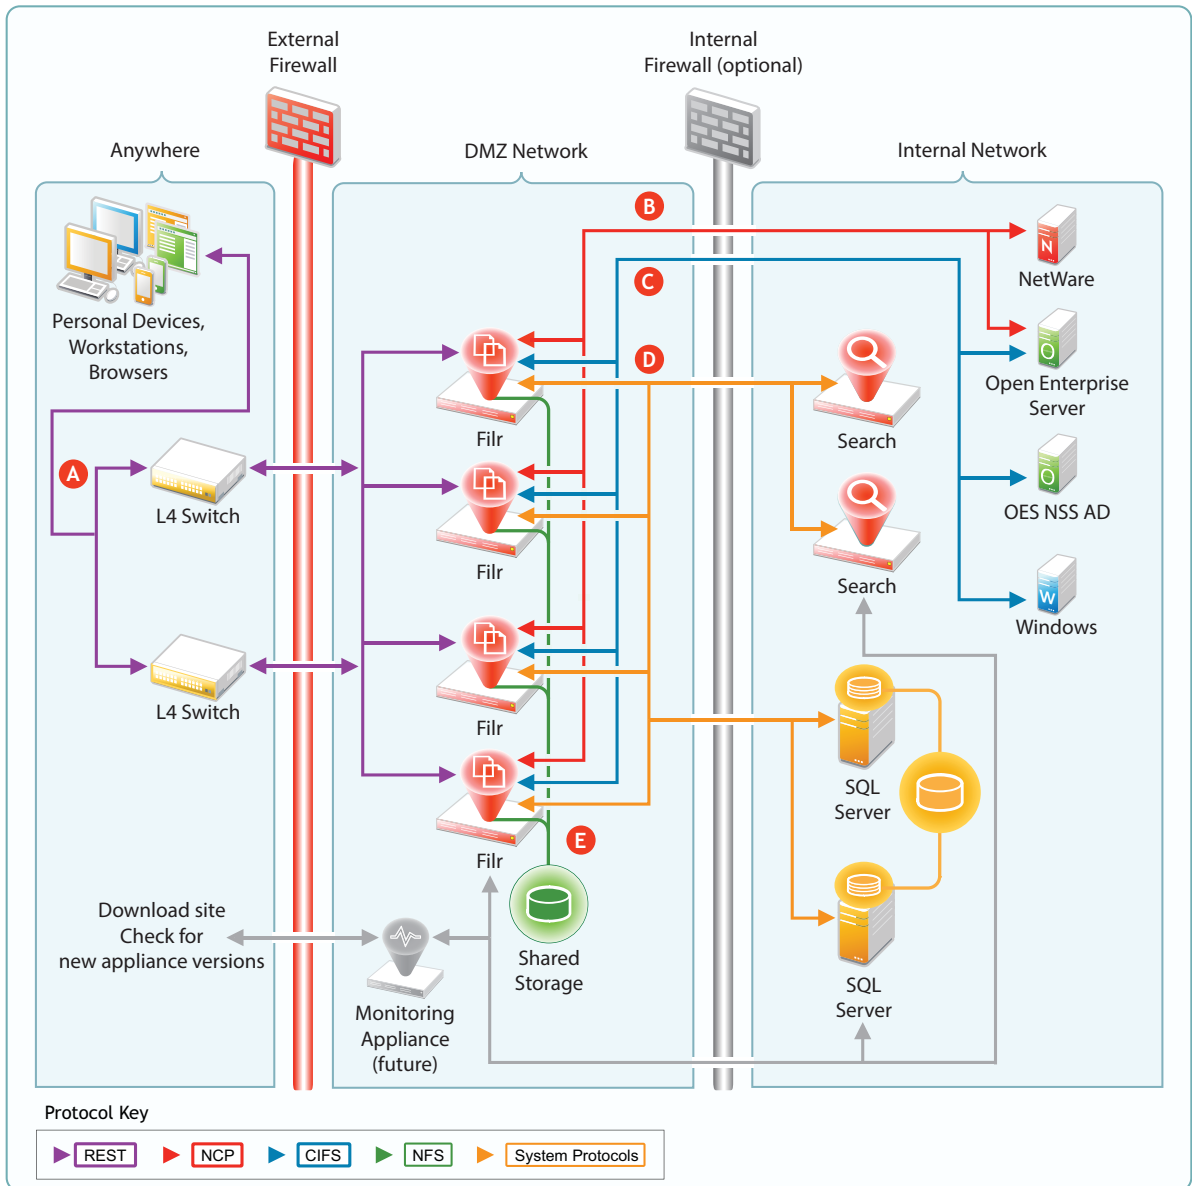 External
Firewall
Internal
Firewall (optional)
Anywhere
DMZ Network
Internal Network
B
N
NetWare
C
Personal Devices,
Workstations,
Browsers
D
O
Open Enterprise
Server
Filr
Search
A
L4 Switch
O
OES NSS AD
Filr
Search
W
Windows
L4 Switch
Filr
SQL
Server
E
Filr
Download site
Check for
new appliance versions
Shared
Storage
SQL
Server
Monitoring
Appliance
(future)
Protocol Key
REST
NCP
CIFS
NFS
System Protocols